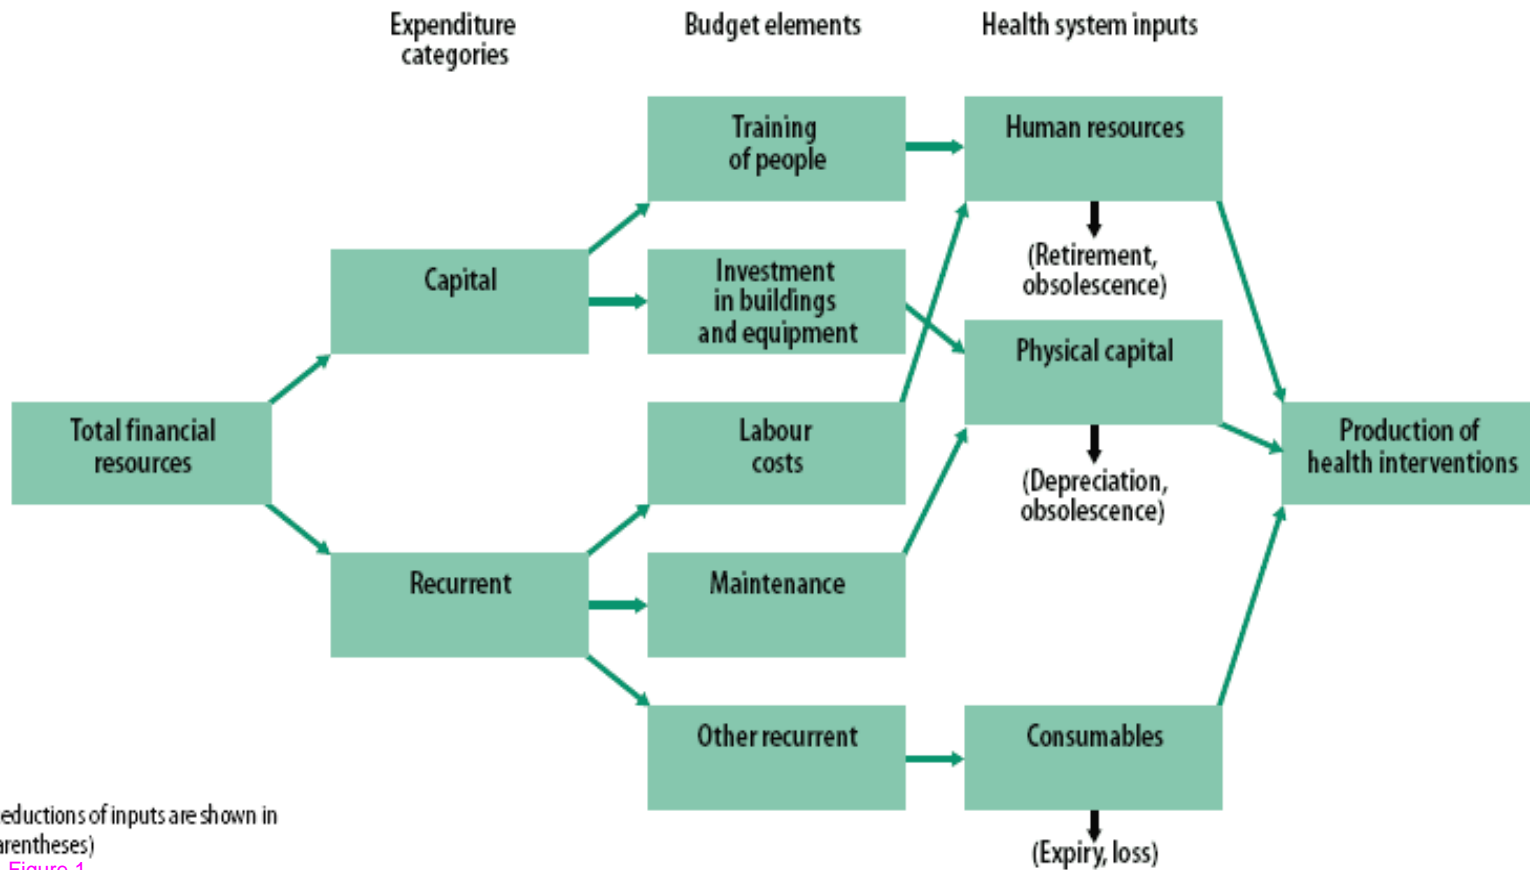 Expenditure
categories
Budget elements
Health system inputs
Training
of people
Human resources
(Retirement,
obsolescence)
Capital
Investment
in buildings
and equipment
Physical capital
(Depreciation,
obsolescence)
Total financial
resources
Labour
costs
Production of
health interventions
Recurrent
Maintenance
Other recurrent
Consumables
(Expiry, loss)
eductions of inputs are shown in
arentheses)
Figure 1